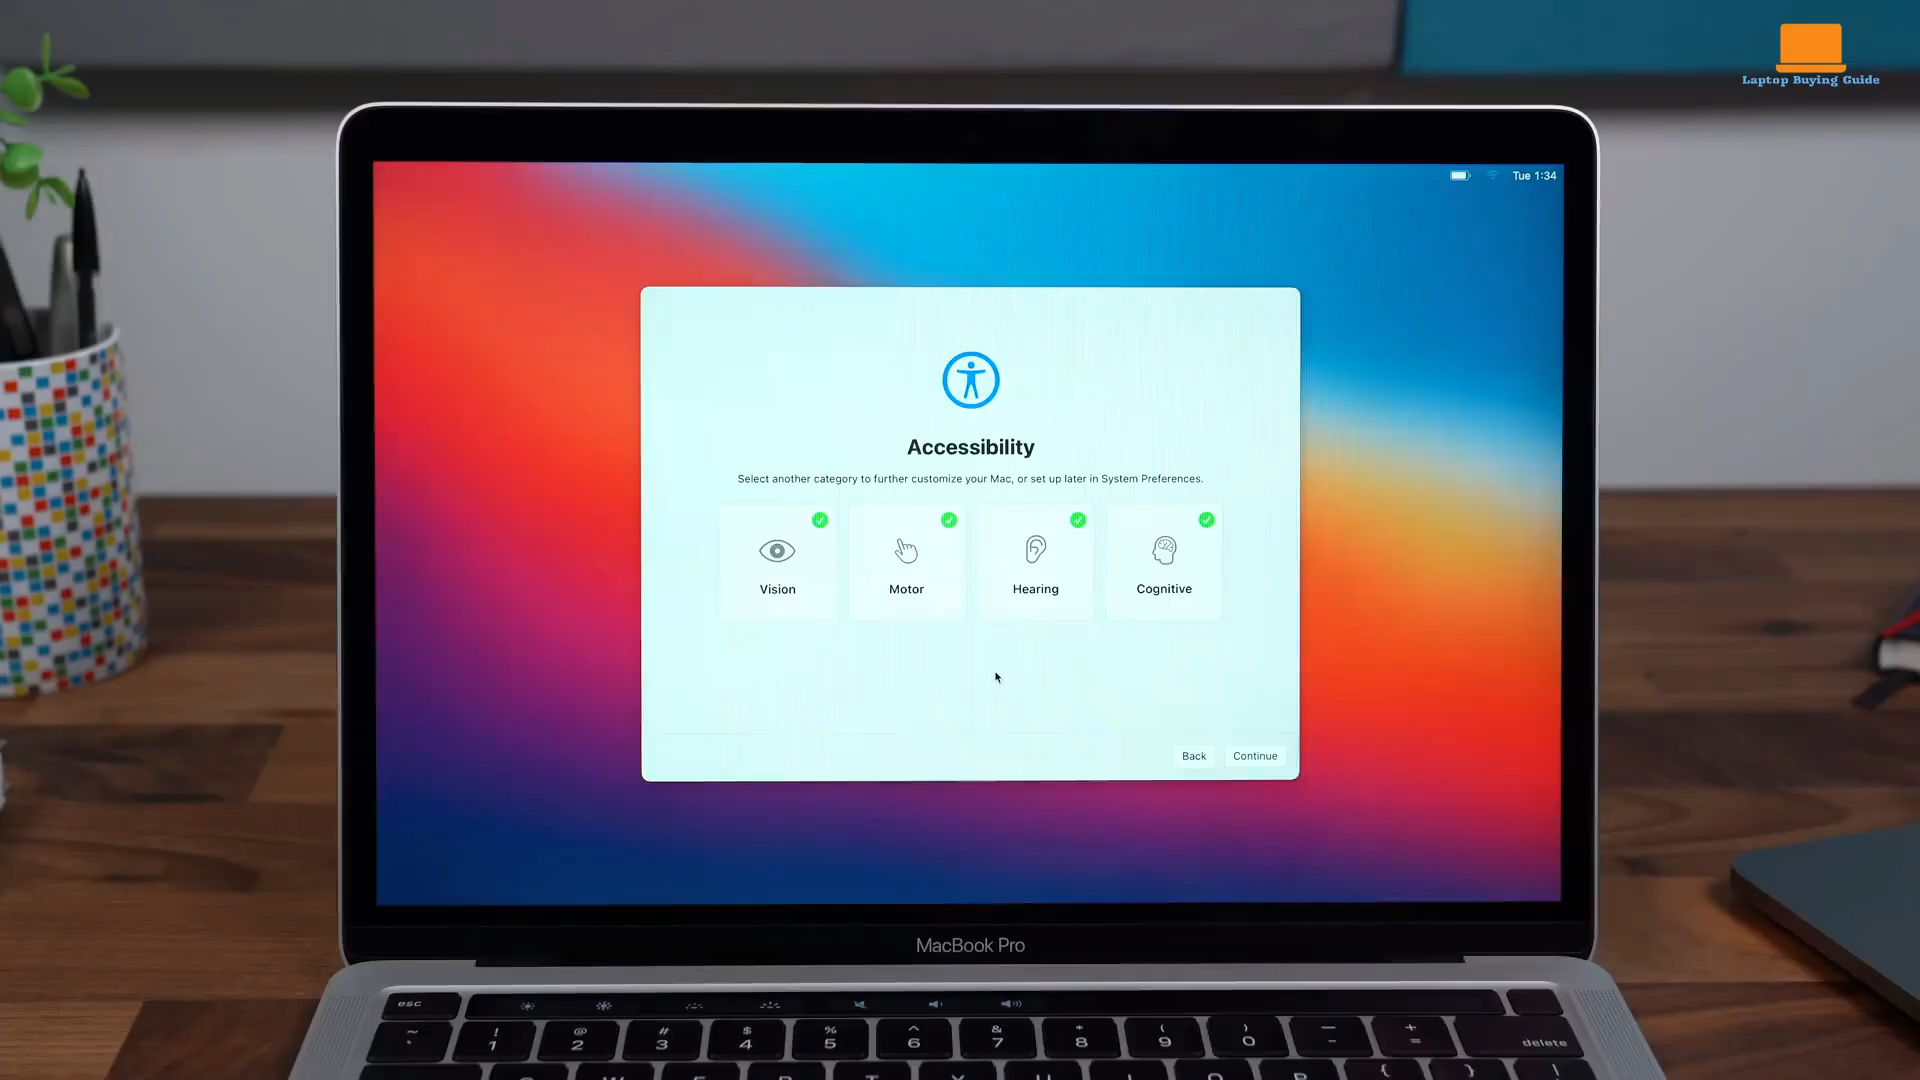 Laptop Buying Guide
Tue 1:34
Accessibility
Select another category to further customize your Mac, or set up later in System Preferences.
Vision
Motor
Hearing
Cognitive
Back
Continue
MacBook Pro
esc
~ ! @ # $ % ^ & * ( ) — +
` 1 2 3 4 5 6 7 8 9 0 - = delete
{ }